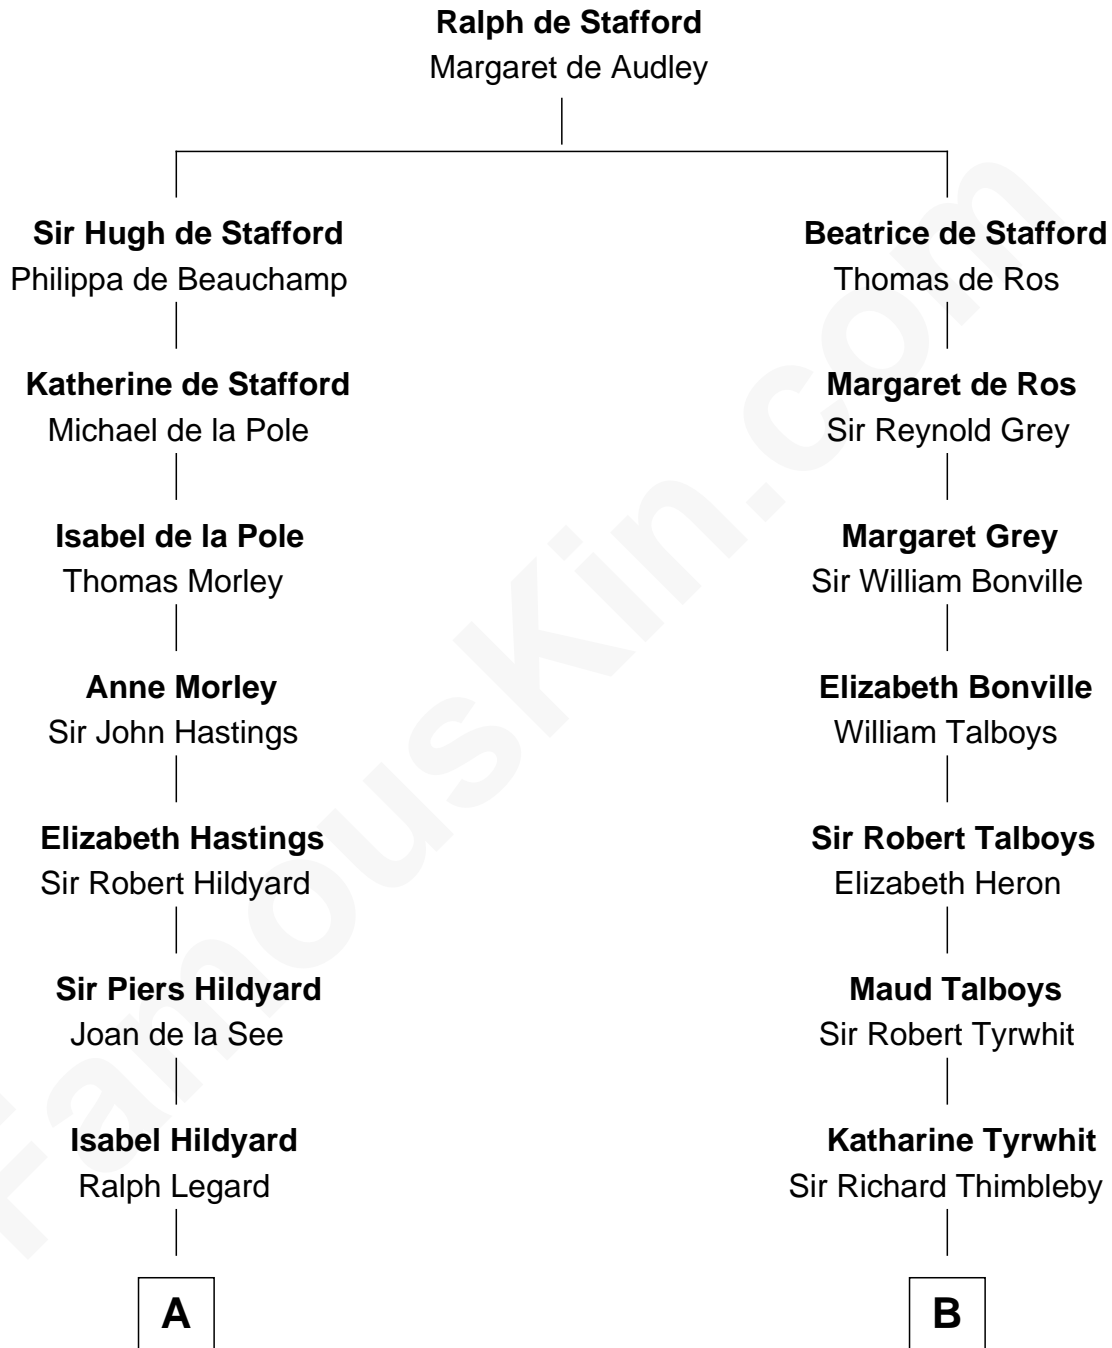 Ralph de Stafford
Margaret de Audley
Sir Hugh de Stafford
Philippa de Beauchamp
Beatrice de Stafford
Thomas de Ros
Katherine de Stafford
Michael de la Pole
Margaret de Ros
Sir Reynold Grey
Isabel de la Pole
Thomas Morley
Margaret Grey
Sir William Bonville
Anne Morley
Sir John Hastings
Elizabeth Bonville
William Talboys
Elizabeth Hastings
Sir Robert Hildyard
Sir Robert Talboys
Elizabeth Heron
Sir Piers Hildyard
Joan de la See
Maud Talboys
Sir Robert Tyrwhit
Isabel Hildyard
Ralph Legard
Katharine Tyrwhit
Sir Richard Thimbleby
A
B
FamousKin.com